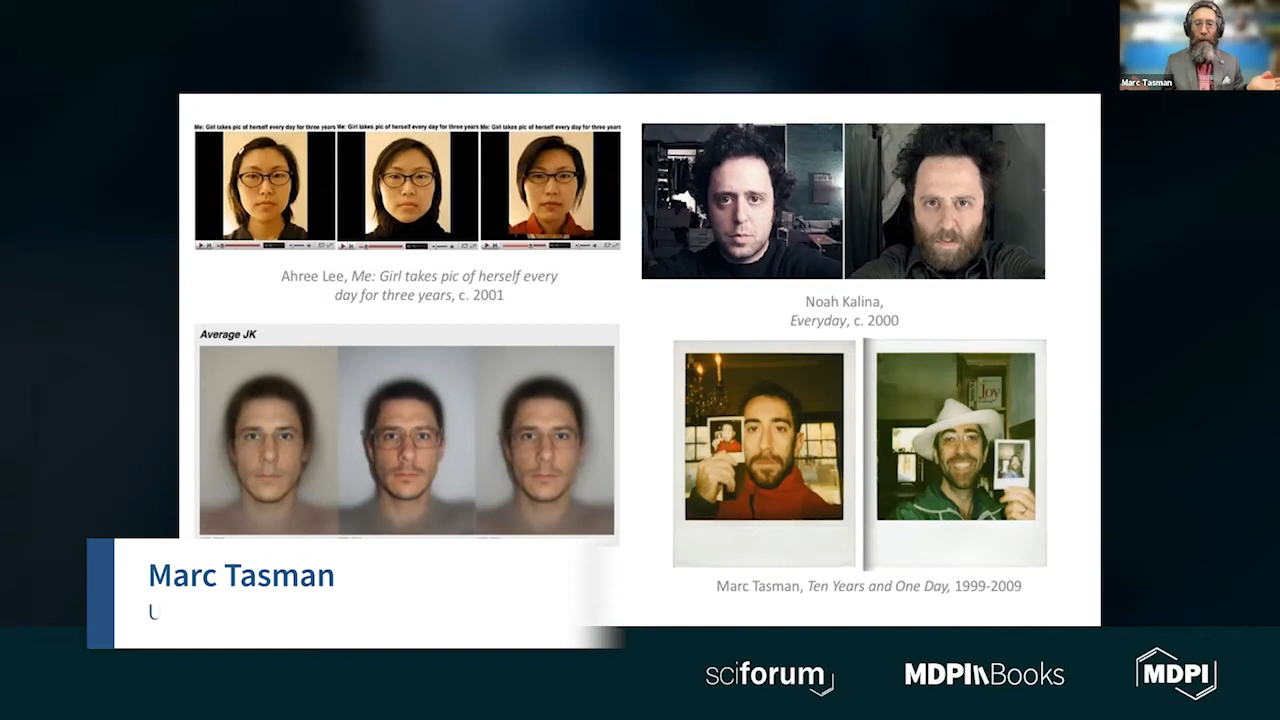 Marc Tasman
Me: Girl takes pic of herself every day for three years
Me: Girl takes pic of herself every day for three years
Me: Girl takes pic of herself every day for three years
Ahree Lee, Me: Girl takes pic of herself every
day for three years, c. 2001
Noah Kalina,
Everyday, c. 2000
Average JK
Joy
Marc Tasman, Ten Years and One Day, 1999-2009
Marc Tasman
U
sciforum
MDPI Books
MDPI